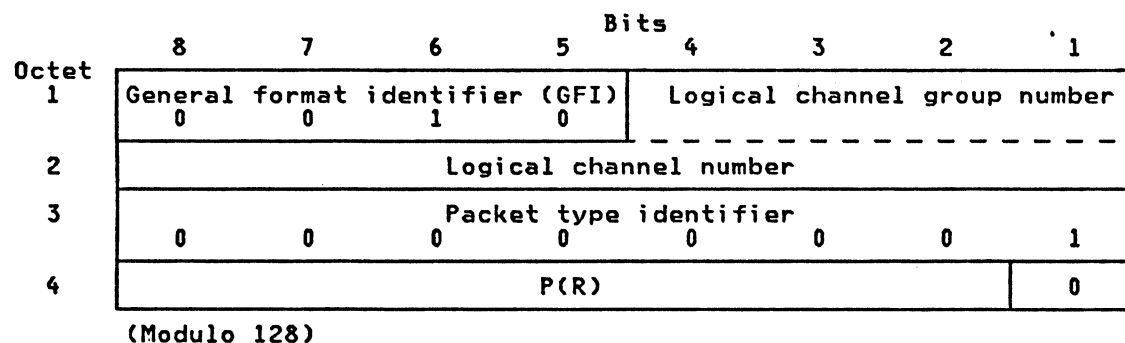 Bits
8 7 6 5 4 3 2 1
Octet
1 General format identifier (GFI) Logical channel group number
0 0 1 0
2 Logical channel number
3 Packet type identifier
0 0 0 0 0 0 0 1
4 P(R) 0
(Modulo 128)